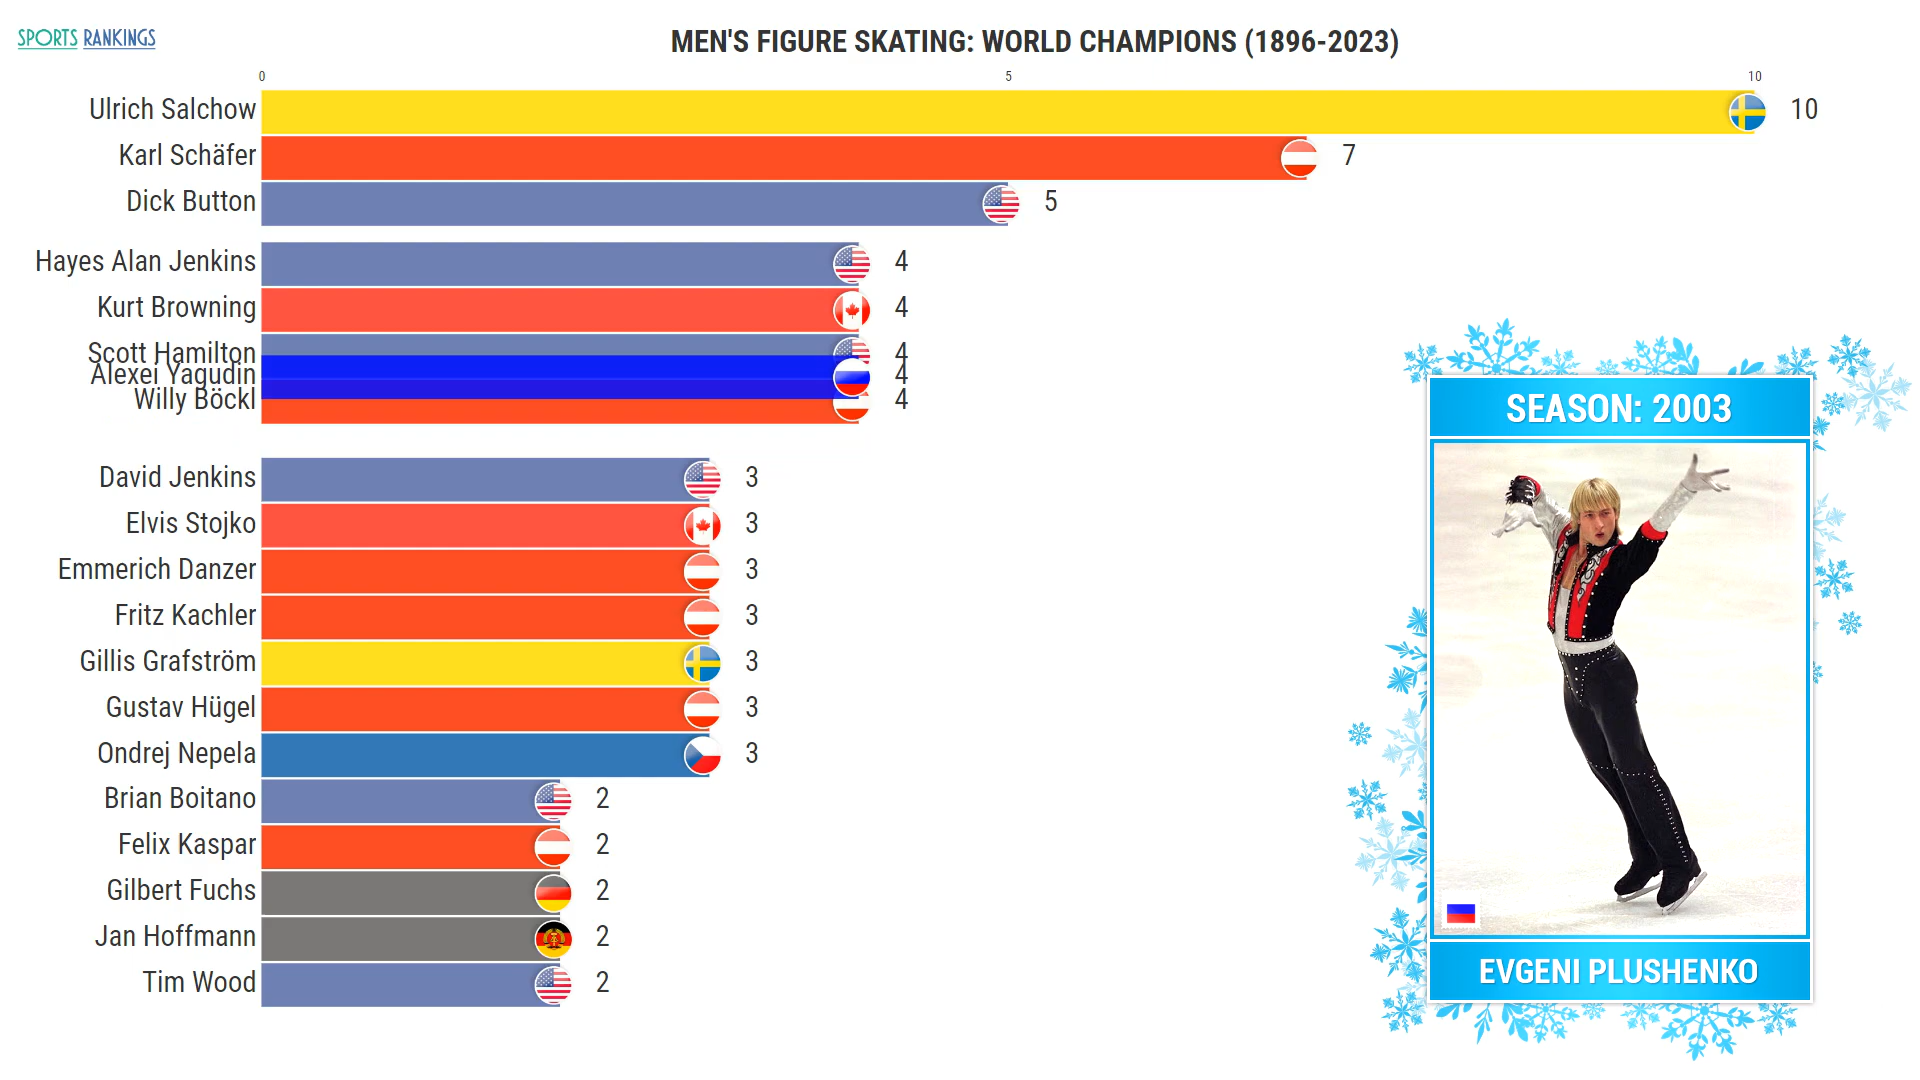 SPORTS RANKINGS
MEN'S FIGURE SKATING: WORLD CHAMPIONS (1896-2023)
0 5 10
Ulrich Salchow 10
Karl Schäfer 7
Dick Button 5
Hayes Alan Jenkins 4
Kurt Browning 4
Scott Hamilton 4
Alexei Yagudin 4
Willy Böckl 4
David Jenkins 3
Elvis Stojko 3
Emmerich Danzer 3
Fritz Kachler 3
Gillis Grafström 3
Gustav Hügel 3
Ondrej Nepela 3
Brian Boitano 2
Felix Kaspar 2
Gilbert Fuchs 2
Jan Hoffmann 2
Tim Wood 2
SEASON: 2003
EVGENI PLUSHENKO